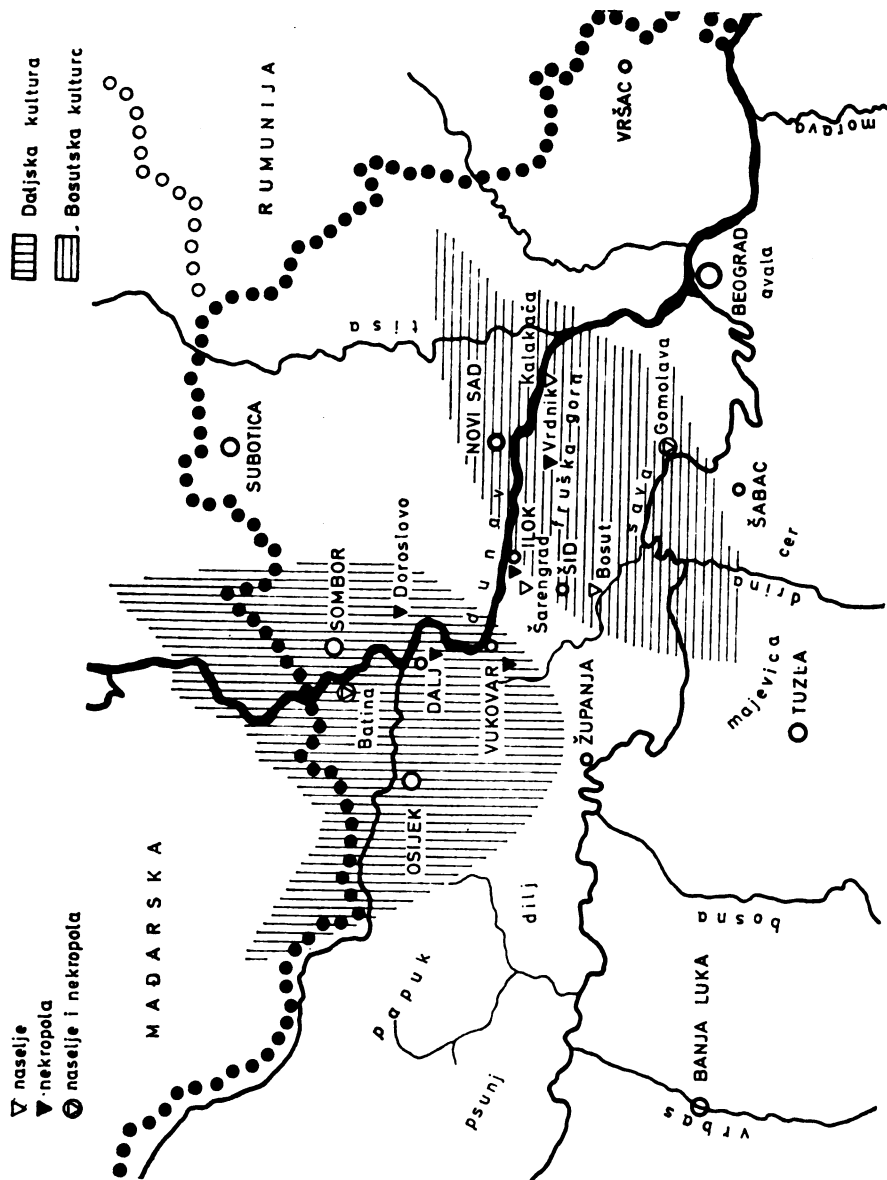 naselje
nekropola
naselje i nekropola
Daljska kultura
Bosutska kulturc
MAĐARSKA
RUMUNIJA
SUBOTICA
tisa
SOMBOR
Batina
Doroslovo
OSIJEK
DALJ
papuk
dunav
NOVI SAD
VUKOVAR
psunj
dilj
Šarengrad
ILOK
Kalakača
Vrdnik
ŠID
fruška gora
ŽUPANJA
Bosut
VRŠAC
sava
Gomolava
BANJA LUKA
vrbas
bosna
majevica
TUZLA
drina
cer
ŠABAC
BEOGRAD
avala
morava